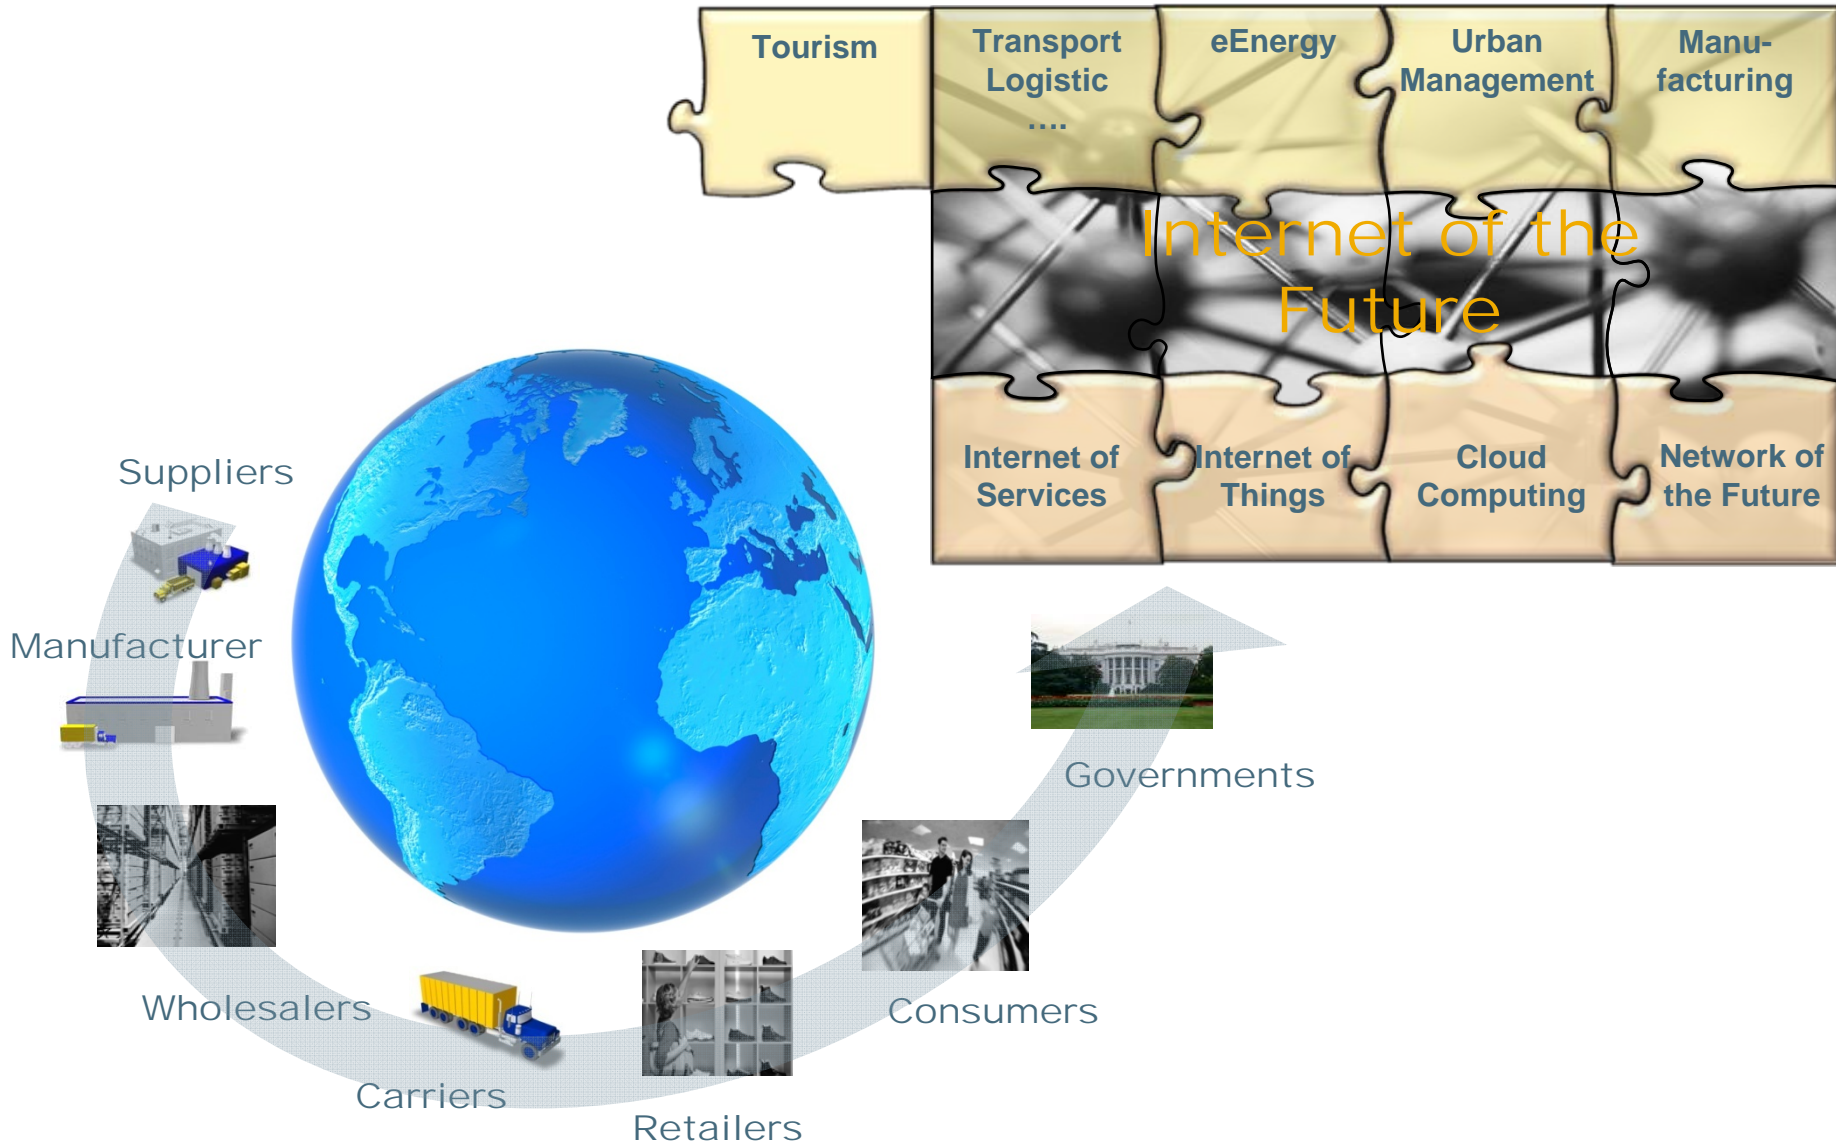 Tourism
Transport
Logistic
....
eEnergy
Urban
Management
Manu-
facturing
Internet of the
Future
Internet of
Services
Internet of
Things
Cloud
Computing
Network of
the Future
Suppliers
Manufacturer
Wholesalers
Carriers
Retailers
Consumers
Governments